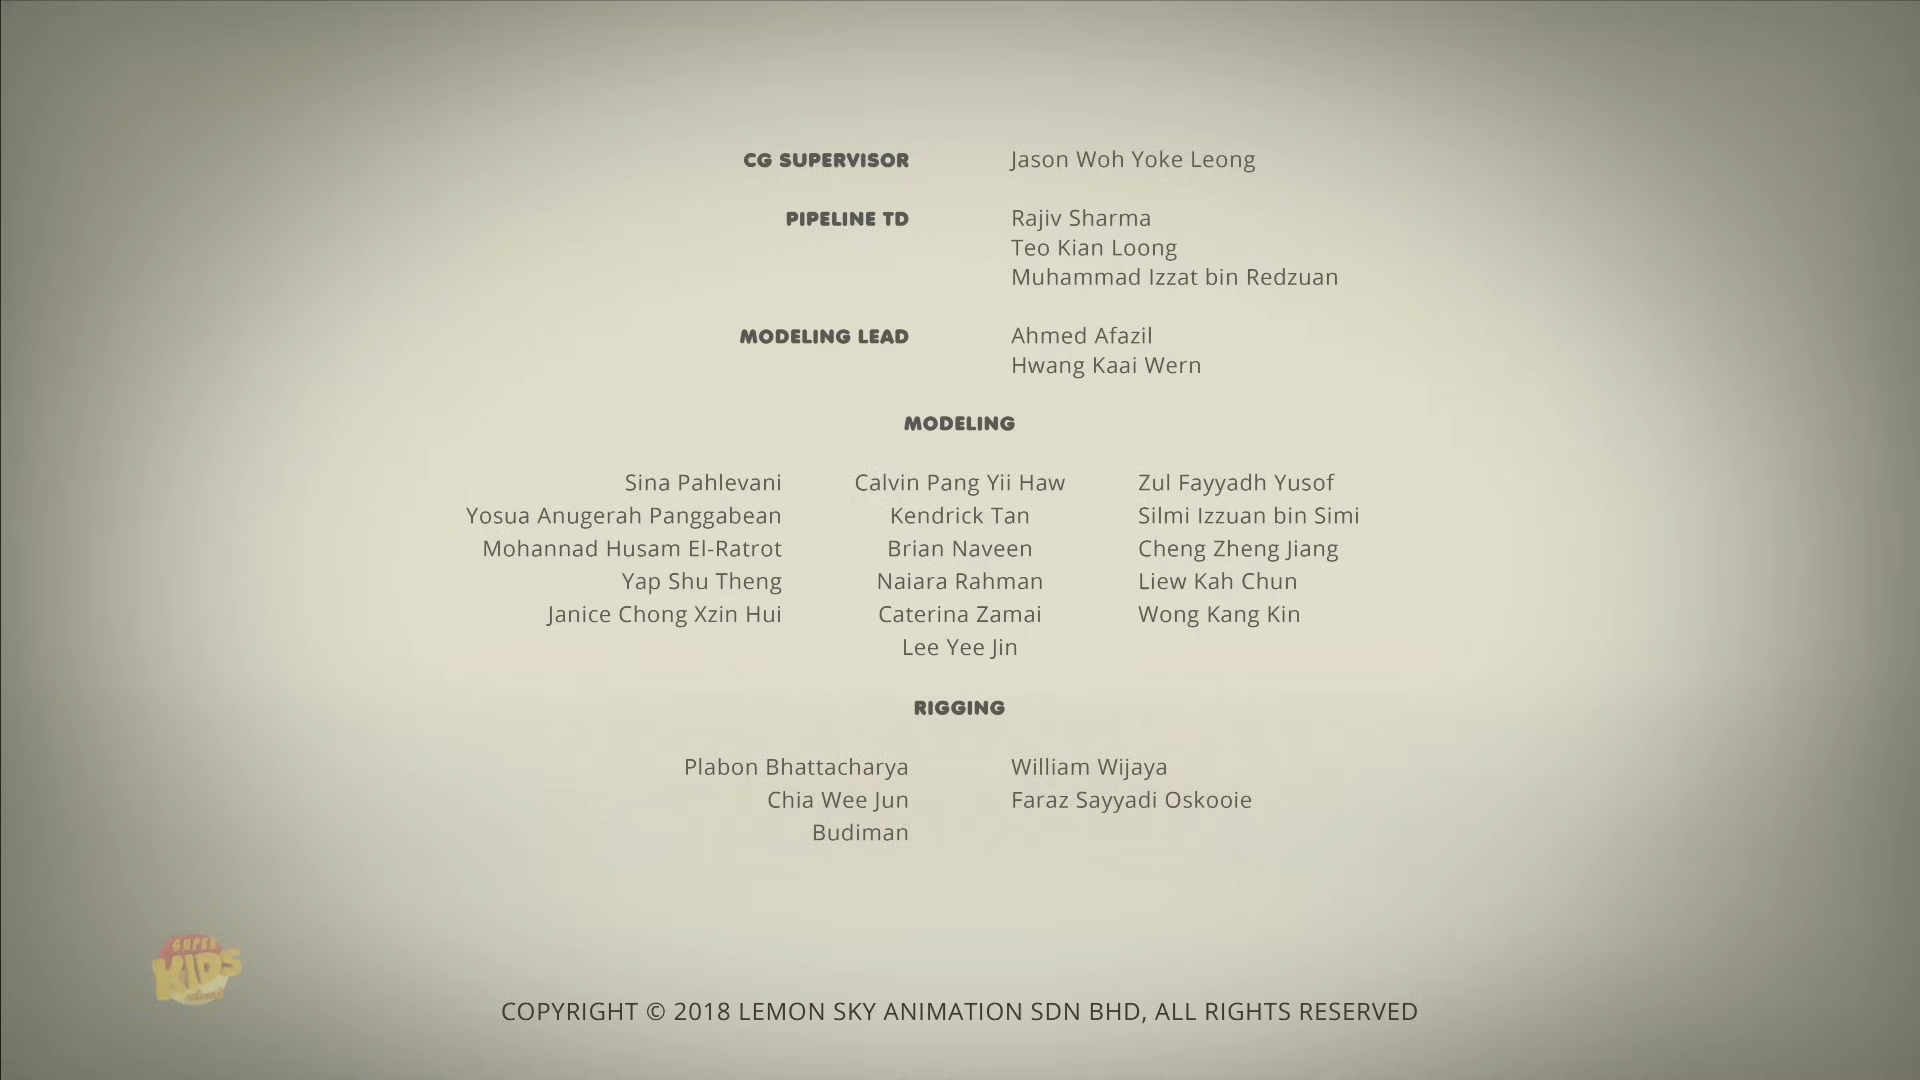 CG SUPERVISOR Jason Woh Yoke Leong
PIPELINE TD Rajiv Sharma
Teo Kian Loong
Muhammad Izzat bin Redzuan
MODELING LEAD Ahmed Afazil
Hwang Kaai Wern
MODELING
Sina Pahlevani Calvin Pang Yii Haw Zul Fayyadh Yusof
Yosua Anugerah Panggabean Kendrick Tan Silmi Izzuan bin Simi
Mohannad Husam El-Ratrot Brian Naveen Cheng Zheng Jiang
Yap Shu Theng Naiara Rahman Liew Kah Chun
Janice Chong Xzin Hui Caterina Zamai Wong Kang Kin
Lee Yee Jin
RIGGING
Plabon Bhattacharya William Wijaya
Chia Wee Jun Faraz Sayyadi Oskooie
Budiman
SUPER
KIDS
COPYRIGHT © 2018 LEMON SKY ANIMATION SDN BHD, ALL RIGHTS RESERVED